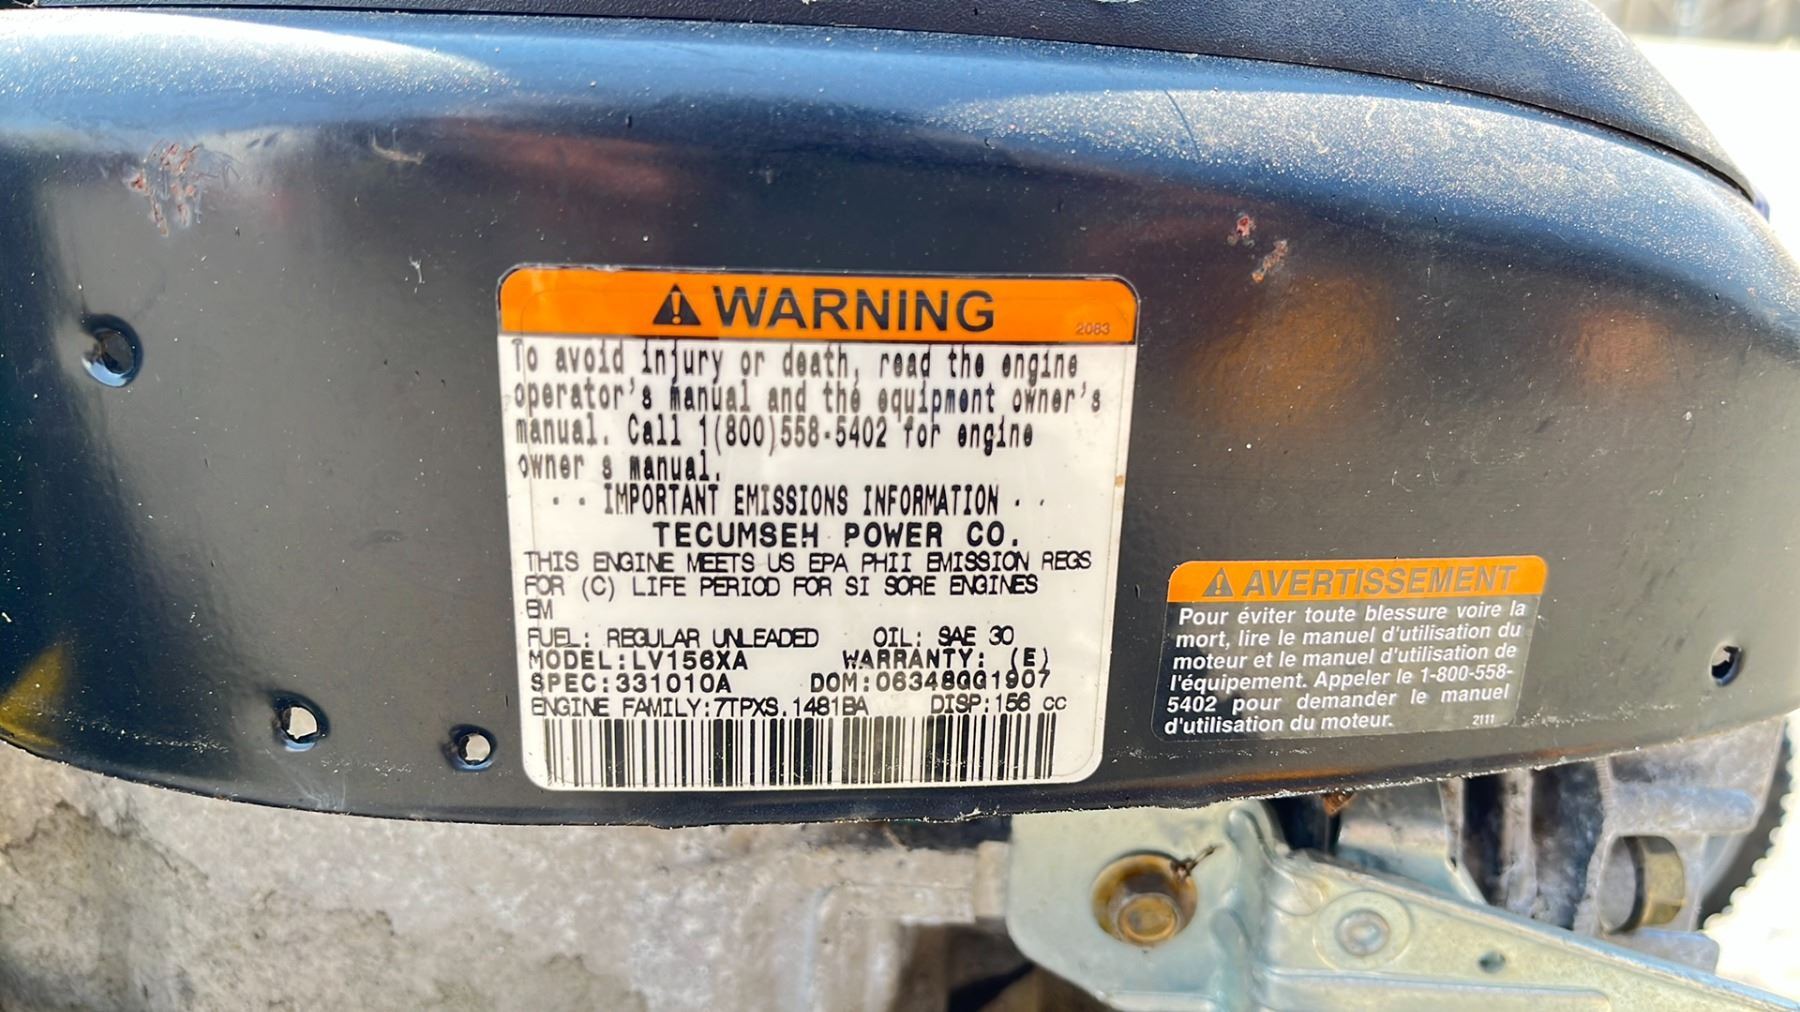 WARNING
2083
To avoid injury or death, read the engine
operator's manual and the equipment owner's
manual. Call 1(800)558-5402 for engine
owner s manual.
- - IMPORTANT EMISSIONS INFORMATION - -
TECUMSEH POWER CO.
THIS ENGINE MEETS US EPA PHII EMISSION REGS
FOR (C) LIFE PERIOD FOR SI SORE ENGINES
EM
FUEL: REGULAR UNLEADED OIL: SAE 30
MODEL:LV156XA WARRANTY: (E)
SPEC:331010A DOM:06348GG1907
ENGINE FAMILY:7TPXS.1481BA DISP:156 CC
AVERTISSEMENT
Pour éviter toute blessure voire la
mort, lire le manuel d'utilisation du
moteur et le manuel d'utilisation de
l'équipement. Appeler le 1-800-558-
5402 pour demander le manuel
d'utilisation du moteur.
2111